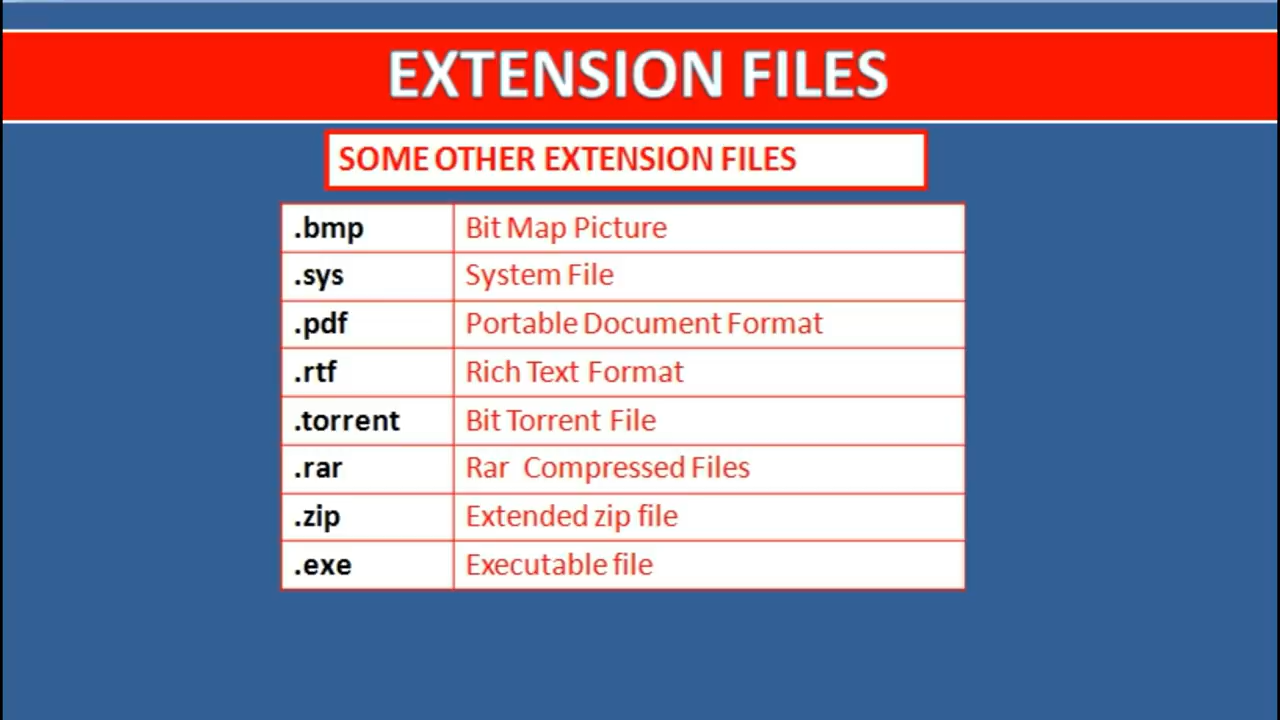 EXTENSION FILES
SOME OTHER EXTENSION FILES
.bmp Bit Map Picture
.sys System File
.pdf Portable Document Format
.rtf Rich Text Format
.torrent Bit Torrent File
.rar Rar Compressed Files
.zip Extended zip file
.exe Executable file